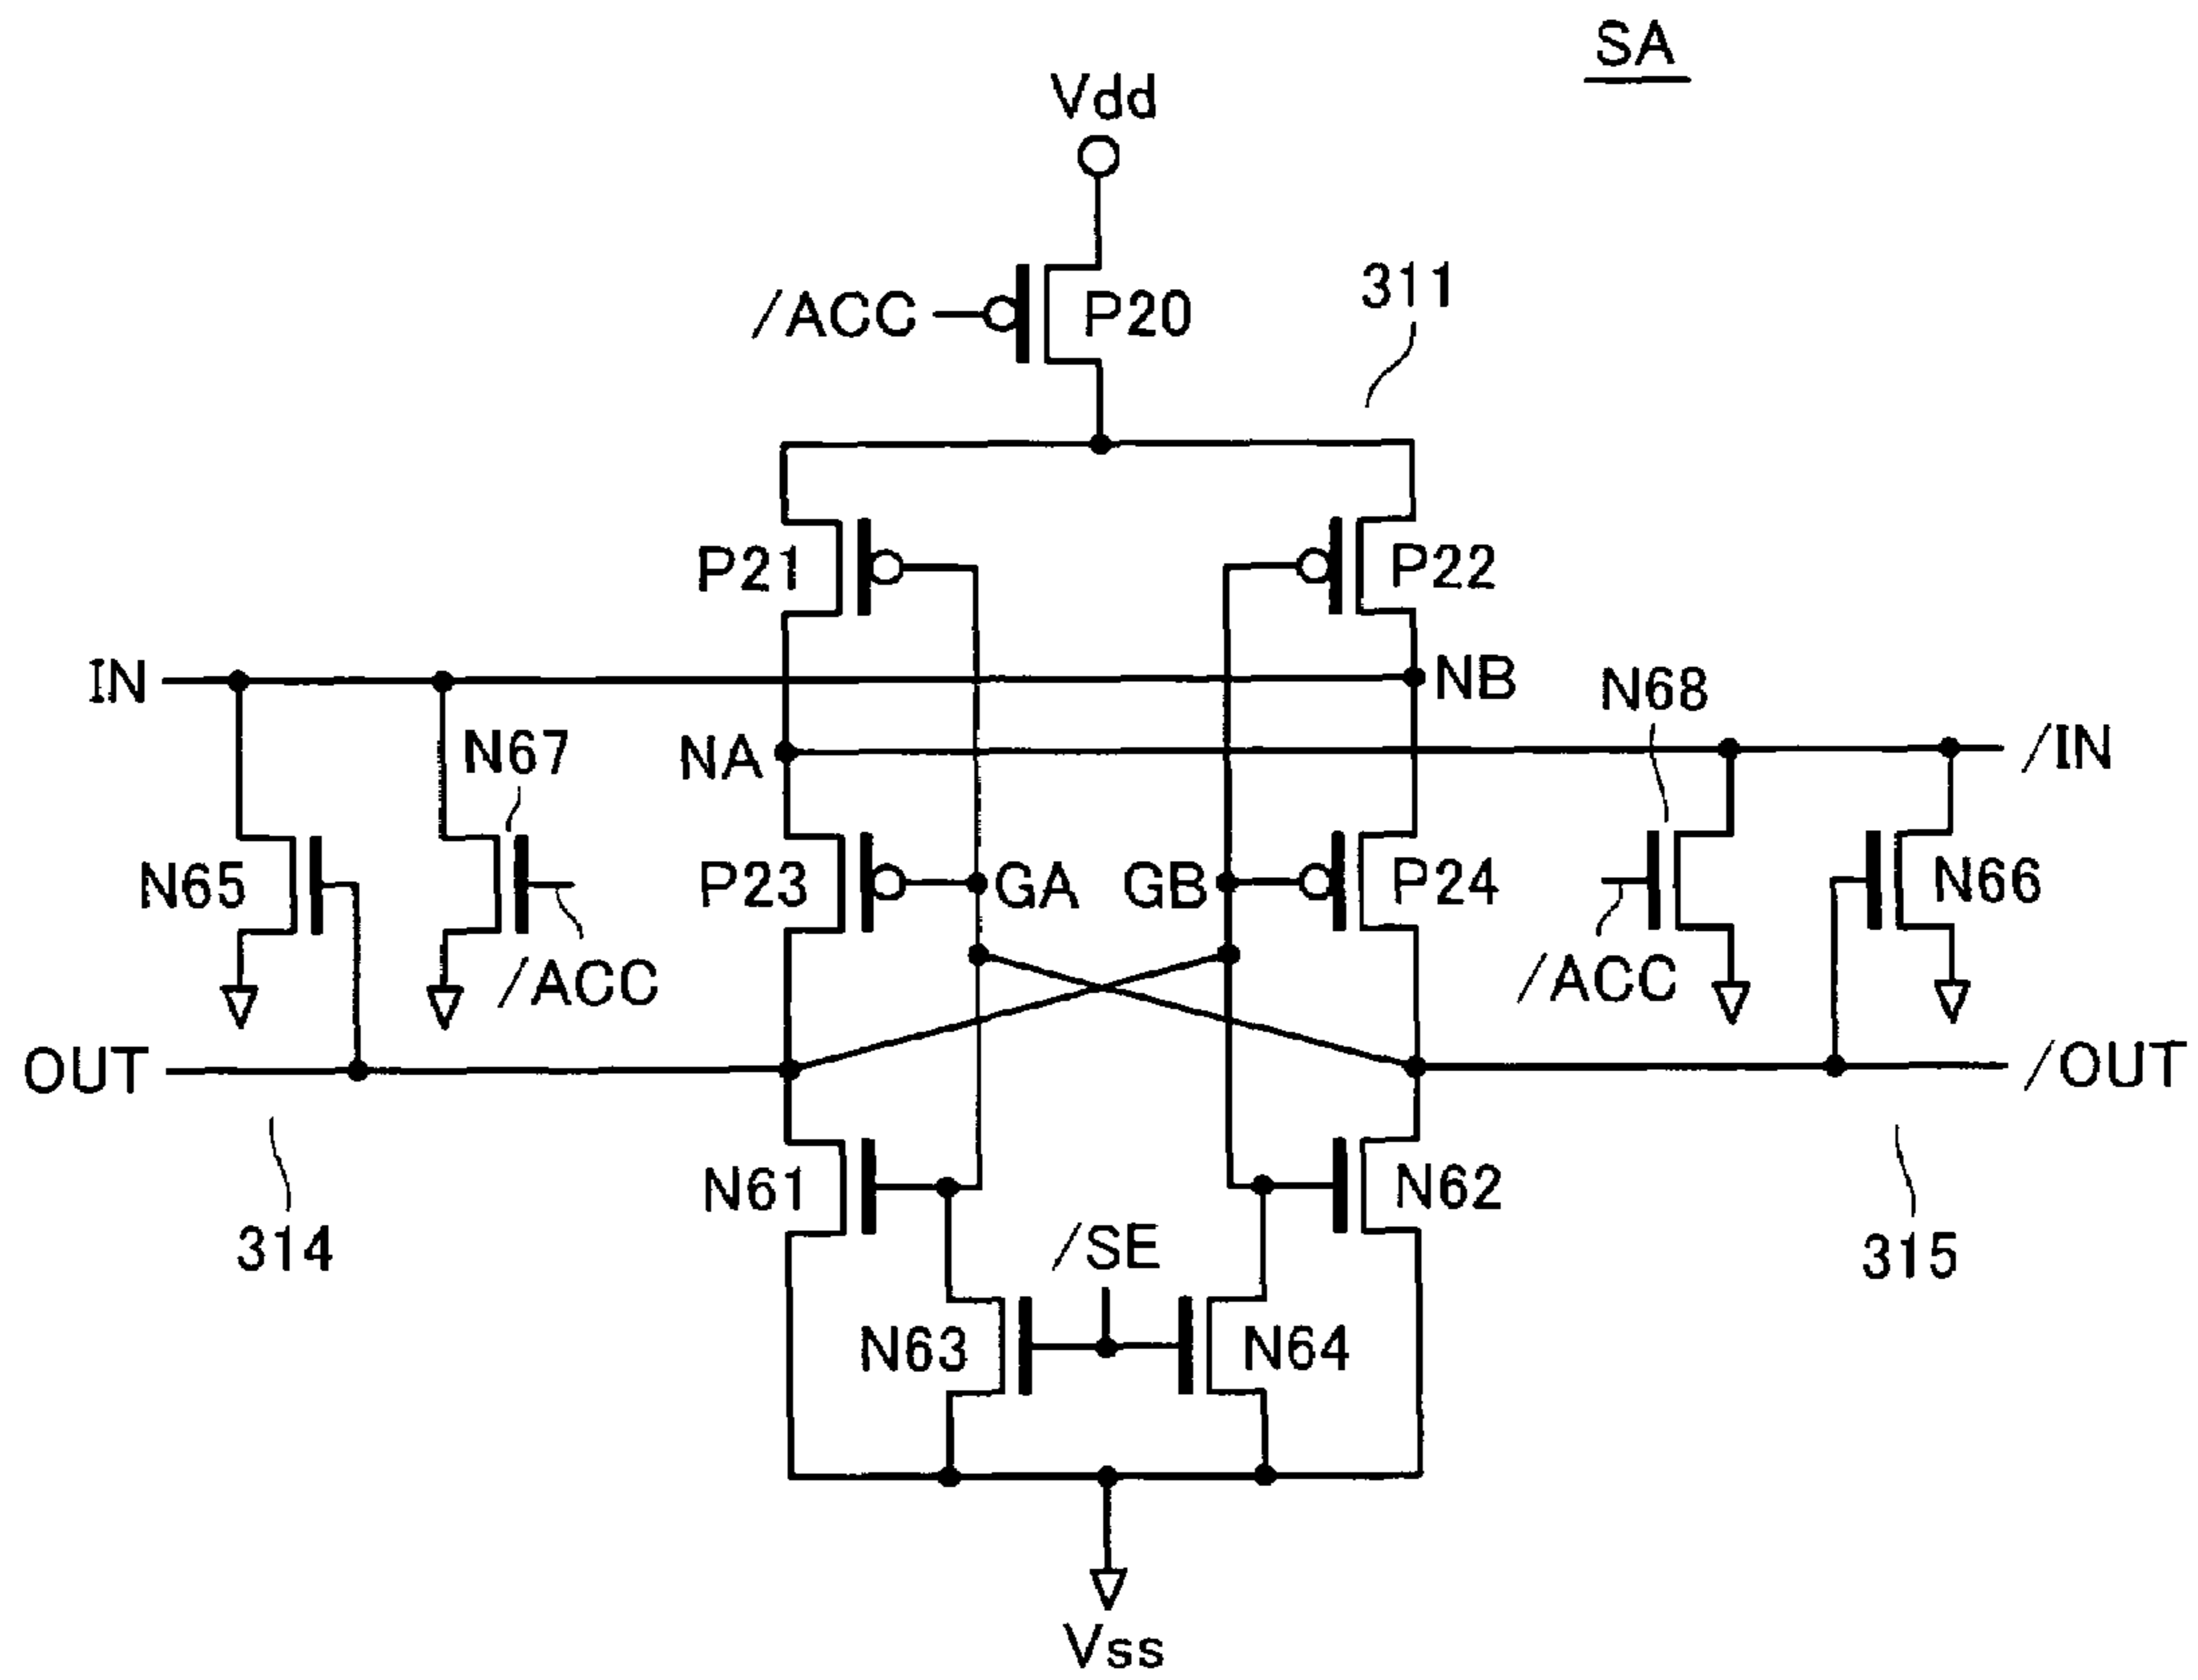 SA
Vdd
/ACC
P20
311
P21
P22
IN
NB
N68
N67
NA
/IN
N65
P23
GA
GB
P24
N66
/ACC
/ACC
OUT
/OUT
N61
N62
314
/SE
315
N63
N64
Vss